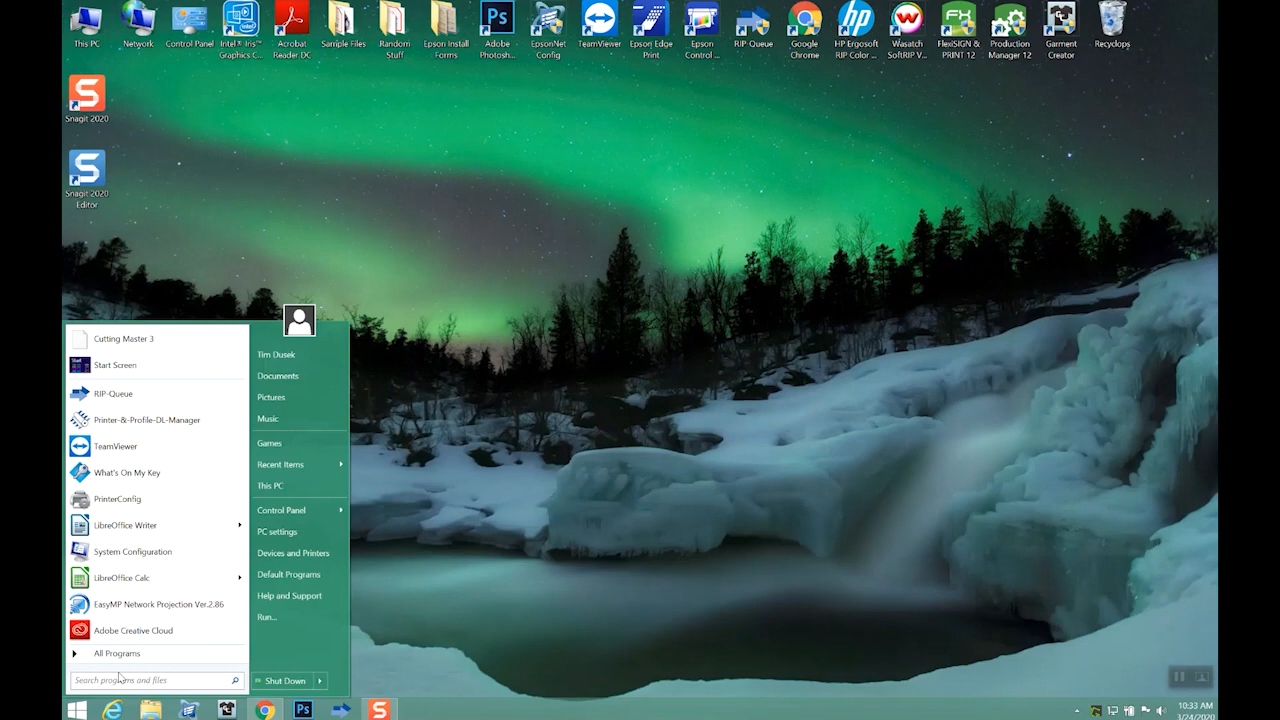 This PC
Network
Control Panel
Intel® Iris™
Graphics C...
Acrobat
Reader DC
Sample Files
Random
Stuff
Epson Install
Forms
Adobe
Photosh...
EpsonNet
Config
TeamViewer
Epson Edge
Print
Epson
Control ...
RIP-Queue
Google
Chrome
HP Ergosoft
RIP Color ...
Wasatch
SoftRIP V...
FlexiSIGN &
PRINT 12
Production
Manager 12
Garment
Creator
Recyclops
Snagit 2020
Snagit 2020
Editor
Cutting Master 3
Start Screen
RIP-Queue
Printer-&-Profile-DL-Manager
TeamViewer
What's On My Key
PrinterConfig
LibreOffice Writer
System Configuration
LibreOffice Calc
EasyMP Network Projection Ver.2.86
Adobe Creative Cloud
All Programs
Search programs and files
Tim Dusek
Documents
Pictures
Music
Games
Recent Items
This PC
Control Panel
PC settings
Devices and Printers
Default Programs
Help and Support
Run...
Shut Down
10:33 AM
3/24/2020